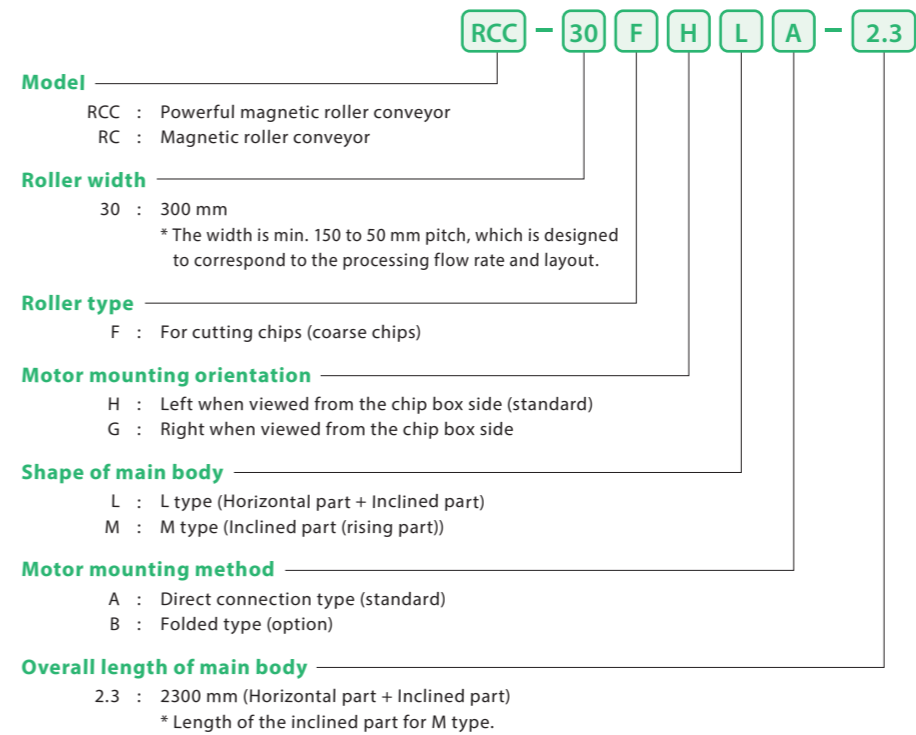 RCC - 30 F H L A - 2.3
Model
RCC : Powerful magnetic roller conveyor
RC : Magnetic roller conveyor
Roller width
30 : 300 mm
* The width is min. 150 to 50 mm pitch, which is designed
to correspond to the processing flow rate and layout.
Roller type
F : For cutting chips (coarse chips)
Motor mounting orientation
H : Left when viewed from the chip box side (standard)
G : Right when viewed from the chip box side
Shape of main body
L : L type (Horizontal part + Inclined part)
M : M type (Inclined part (rising part))
Motor mounting method
A : Direct connection type (standard)
B : Folded type (option)
Overall length of main body
2.3 : 2300 mm (Horizontal part + Inclined part)
* Length of the inclined part for M type.